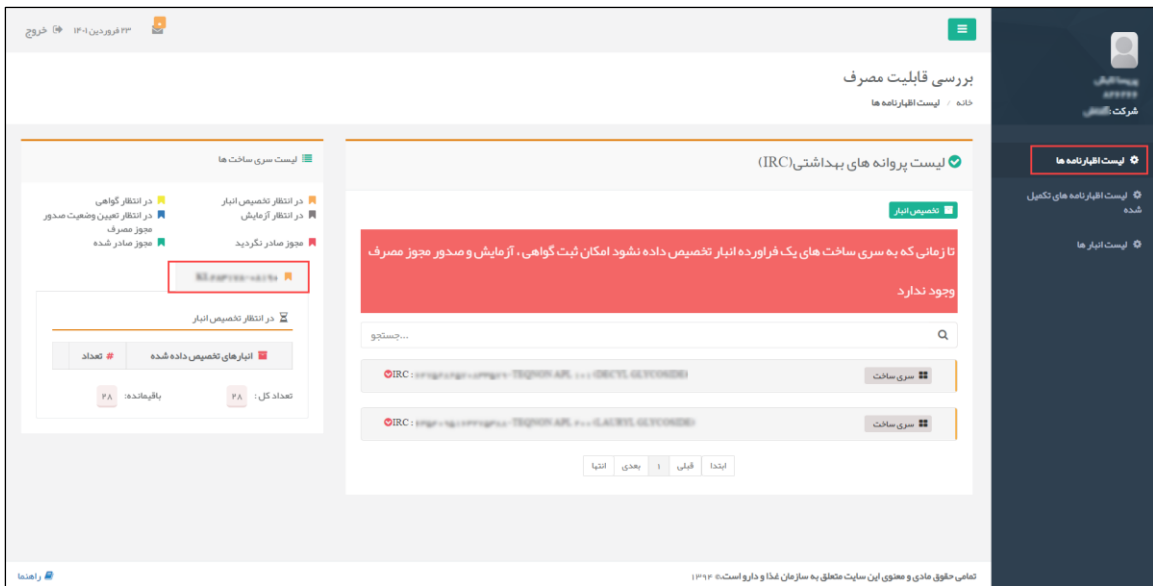 ۲۳ فروردین ۱۴۰۱
خروج
شرکت
لیست اظهارنامه ها
لیست اظهارنامه های تکمیل
شده
لیست انبار ها
بررسی قابلیت مصرف
خانه / لیست اظهارنامه ها
لیست پروانه های بهداشتی(IRC)
تخصیص انبار
تا زمانی که به سری ساخت های یک فراورده انبار تخصیص داده نشود امکان ثبت گواهی ، آزمایش و صدور مجوز مصرف
وجود ندارد
جستجو...
IRC :
سری ساخت
IRC :
سری ساخت
ابتدا قبلی ۱ بعدی انتها
لیست سری ساخت ها
در انتظار تخصیص انبار
در انتظار گواهی
در انتظار آزمایش
در انتظار تعیین وضعیت صدور
مجوز مصرف
مجوز صادر نگردید
مجوز صادر شده
در انتظار تخصیص انبار
انبارهای تخصیص داده شده
# تعداد
تعداد کل : ۲۸
باقیمانده: ۲۸
تمامی حقوق مادی و معنوی این سایت متعلق به سازمان غذا و دارو است.© ۱۳۹۴
راهنما